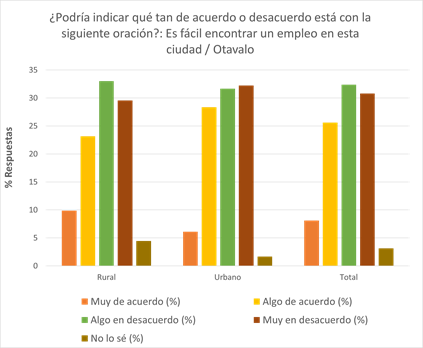 ¿Podría indicar qué tan de acuerdo o desacuerdo está con la
siguiente oración?: Es fácil encontrar un empleo en esta
ciudad / Otavalo
% Respuestas
35
30
25
20
15
10
5
0
Rural
Urbano
Total
Muy de acuerdo (%)
Algo de acuerdo (%)
Algo en desacuerdo (%)
Muy en desacuerdo (%)
No lo sé (%)